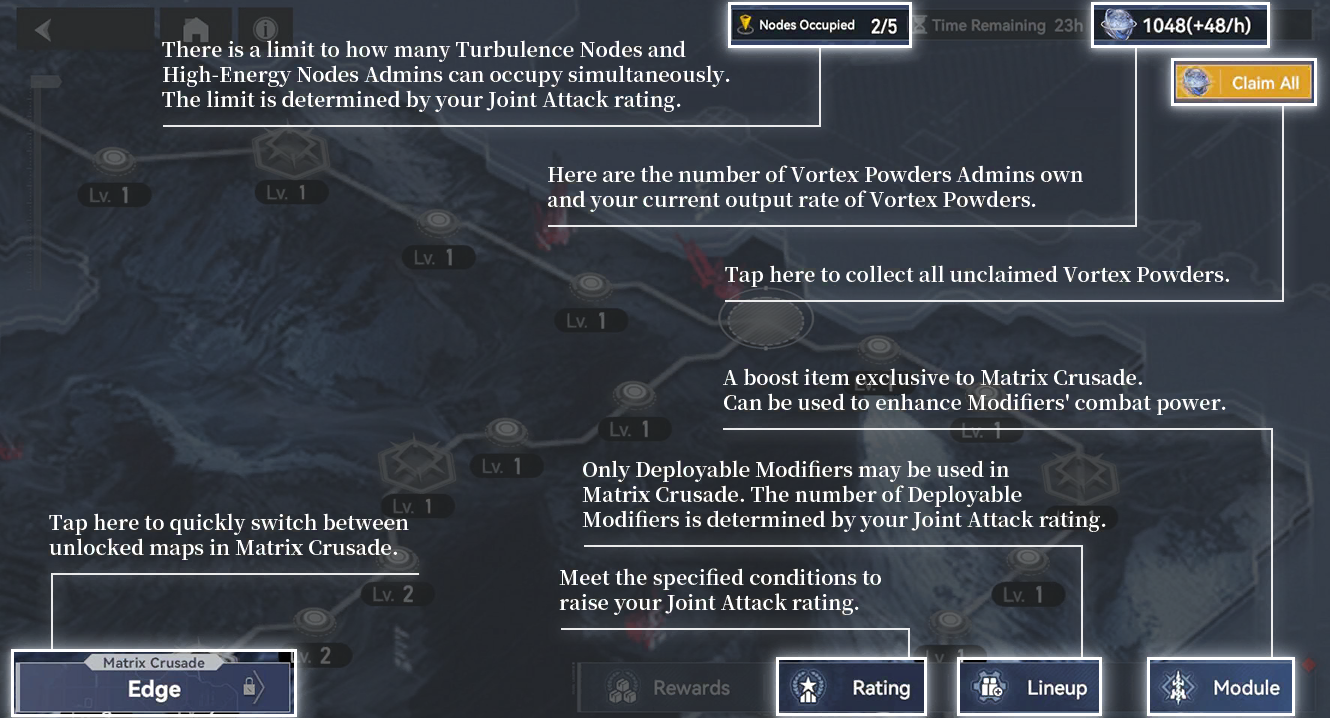 Nodes Occupied 2/5
Time Remaining 23h
1048(+48/h)
Claim All
There is a limit to how many Turbulence Nodes and
High-Energy Nodes Admins can occupy simultaneously.
The limit is determined by your Joint Attack rating.
Lv. 1
Lv. 1
Here are the number of Vortex Powders Admins own
and your current output rate of Vortex Powders.
Lv. 1
Tap here to collect all unclaimed Vortex Powders.
Lv. 1
A boost item exclusive to Matrix Crusade.
Can be used to enhance Modifiers' combat power.
Lv. 1
Lv. 1
Lv. 1
Only Deployable Modifiers may be used in
Matrix Crusade. The number of Deployable
Modifiers is determined by your Joint Attack rating.
Lv. 1
Tap here to quickly switch between
unlocked maps in Matrix Crusade.
Meet the specified conditions to
raise your Joint Attack rating.
Lv. 2
Lv. 1
v. 2
Lv. 1
Matrix Crusade
Edge
Rewards
Rating
Lineup
Module